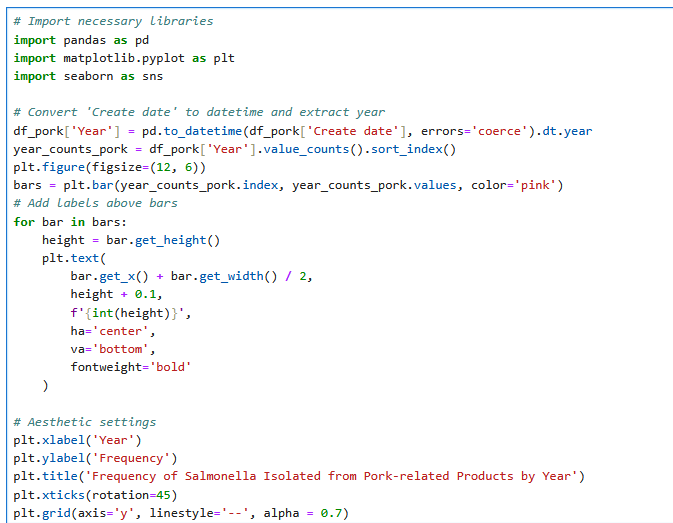 # Import necessary libraries
import pandas as pd
import matplotlib.pyplot as plt
import seaborn as sns

# Convert 'Create date' to datetime and extract year
df_pork['Year'] = pd.to_datetime(df_pork['Create date'], errors='coerce').dt.year
year_counts_pork = df_pork['Year'].value_counts().sort_index()
plt.figure(figsize=(12, 6))
bars = plt.bar(year_counts_pork.index, year_counts_pork.values, color='pink')
# Add labels above bars
for bar in bars:
    height = bar.get_height()
    plt.text(
        bar.get_x() + bar.get_width() / 2,
        height + 0.1,
        f'{int(height)}',
        ha='center',
        va='bottom',
        fontweight='bold'
    )

# Aesthetic settings
plt.xlabel('Year')
plt.ylabel('Frequency')
plt.title('Frequency of Salmonella Isolated from Pork-related Products by Year')
plt.xticks(rotation=45)
plt.grid(axis='y', linestyle='--', alpha = 0.7)